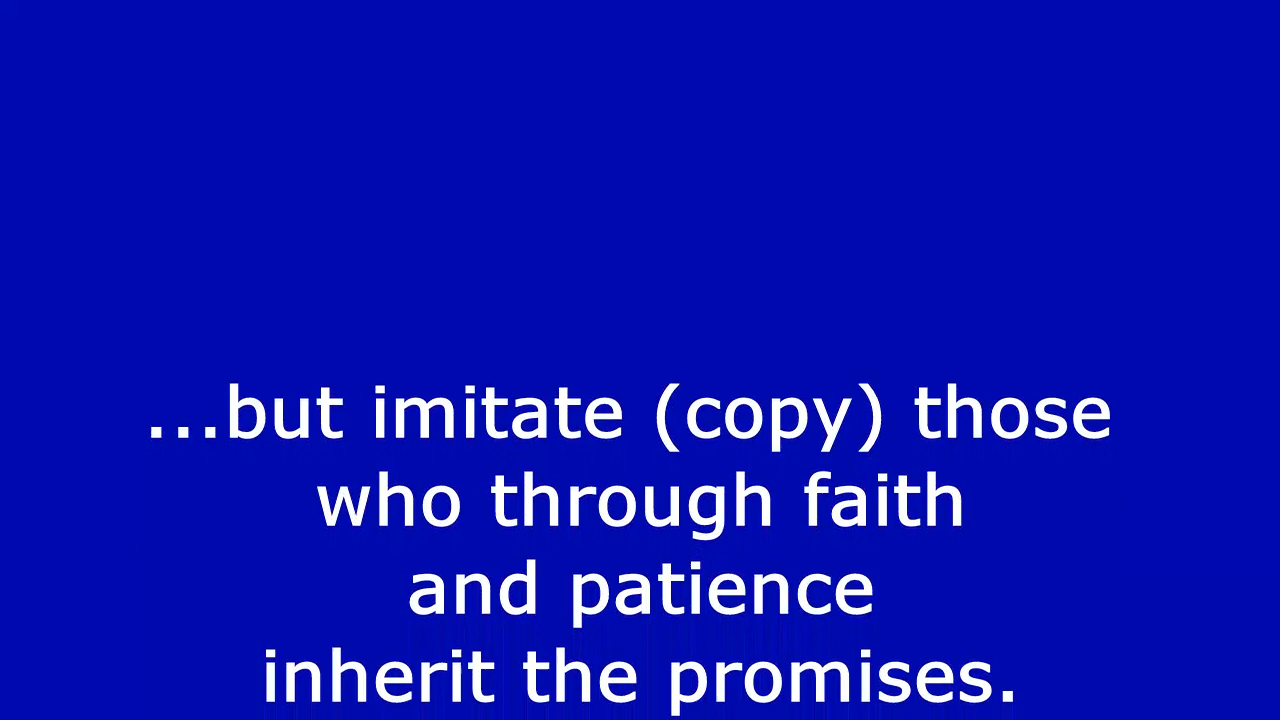 ...but imitate (copy) those
who through faith
and patience
inherit the promises.